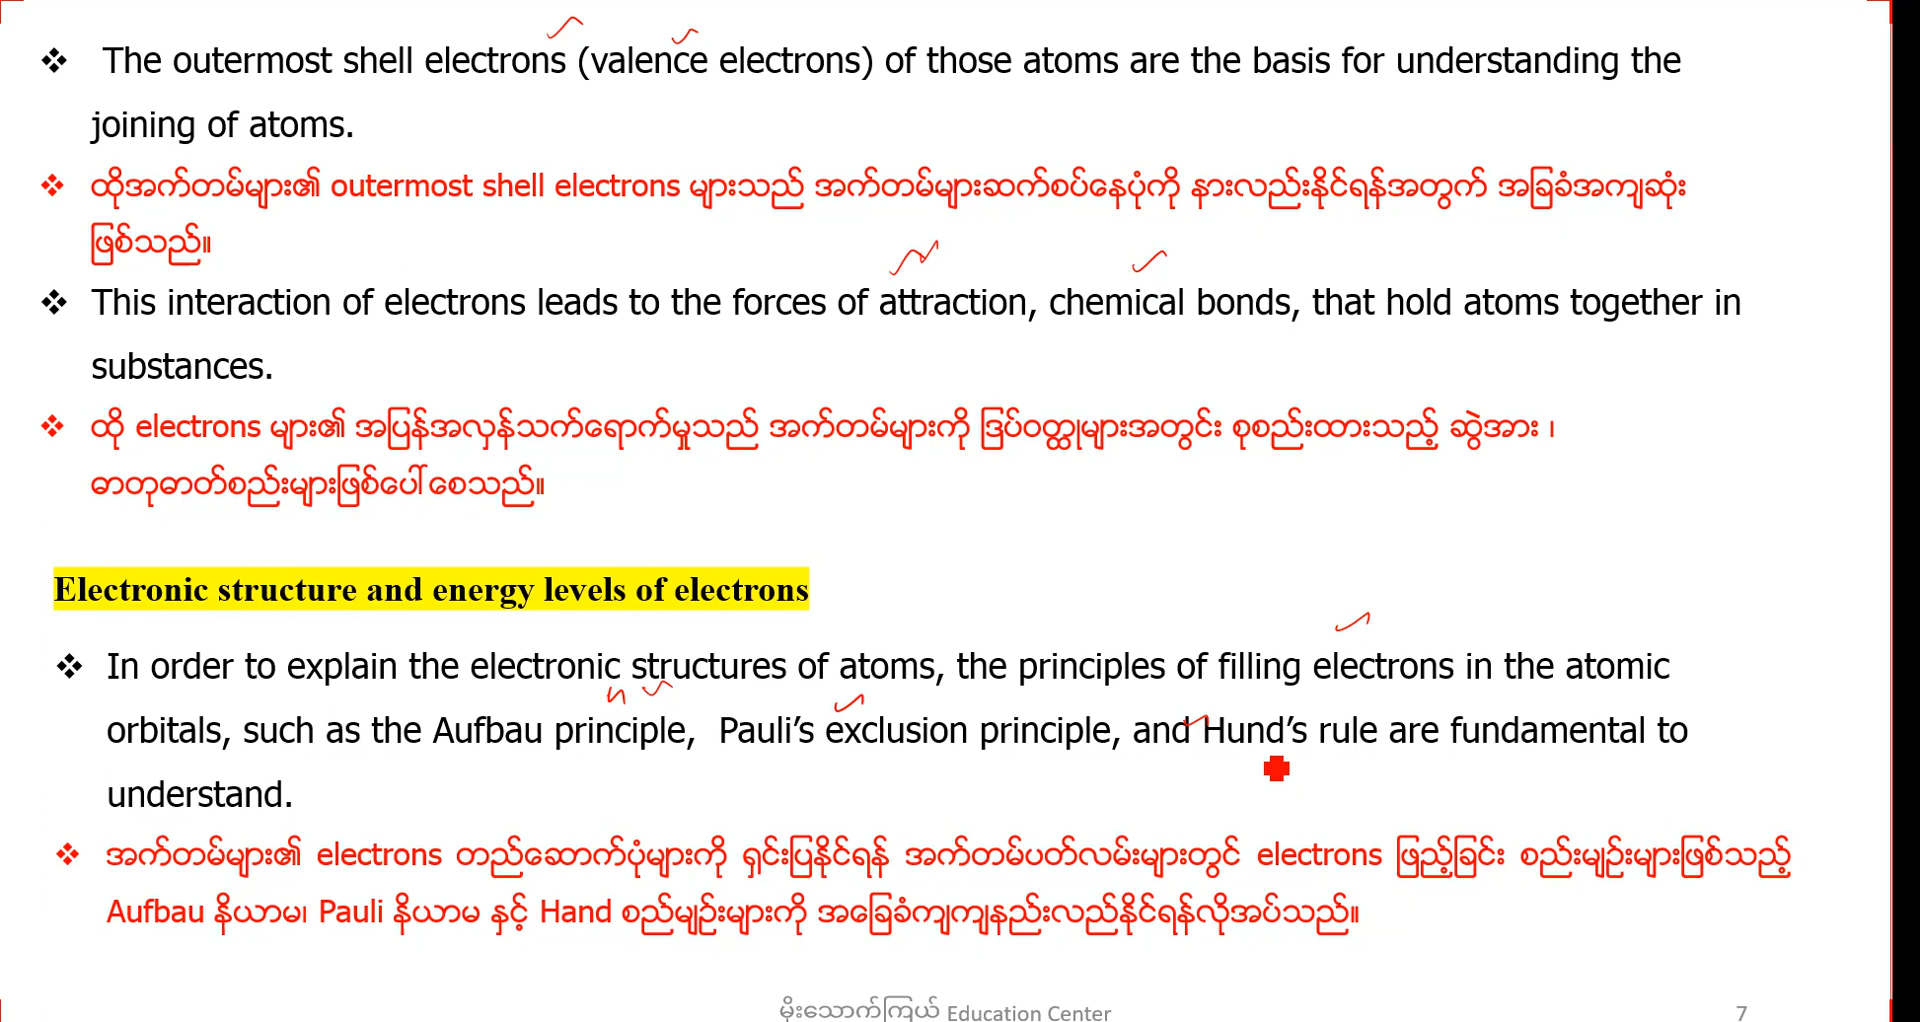 ❖ The outermost shell electrons (valence electrons) of those atoms are the basis for understanding the
joining of atoms.
❖ ထိုအက်တမ်များ၏ outermost shell electrons များသည် အက်တမ်များဆက်စပ်နေပုံကို နားလည်းနိုင်ရန်အတွက် အခြေခံအကျဆုံး
ဖြစ်သည်။
❖ This interaction of electrons leads to the forces of attraction, chemical bonds, that hold atoms together in
substances.
❖ ထို electrons များ၏ အပြန်အလှန်သက်ရောက်မှုသည် အက်တမ်များကို ဒြပ်ဝတ္ထုများအတွင်း စုစည်းထားသည့် ဆွဲအား ၊
ဓာတုဓာတ်စည်းများဖြစ်ပေါ်စေသည်။
Electronic structure and energy levels of electrons
❖ In order to explain the electronic structures of atoms, the principles of filling electrons in the atomic
orbitals, such as the Aufbau principle, Pauli’s exclusion principle, and Hund’s rule are fundamental to
understand.
❖ အက်တမ်များ၏ electrons တည်ဆောက်ပုံများကို ရှင်းပြနိုင်ရန် အက်တမ်ပတ်လမ်းများတွင် electrons ဖြည့်ခြင်း စည်းမျဉ်းများဖြစ်သည့်
Aufbau နိယာမ၊ Pauli နိယာမ နှင့် Hand စည်မျဉ်းများကို အခြေခံကျကျနည်းလည်နိုင်ရန်လိုအပ်သည်။
မိုးသောက်ကြယ် Education Center 7